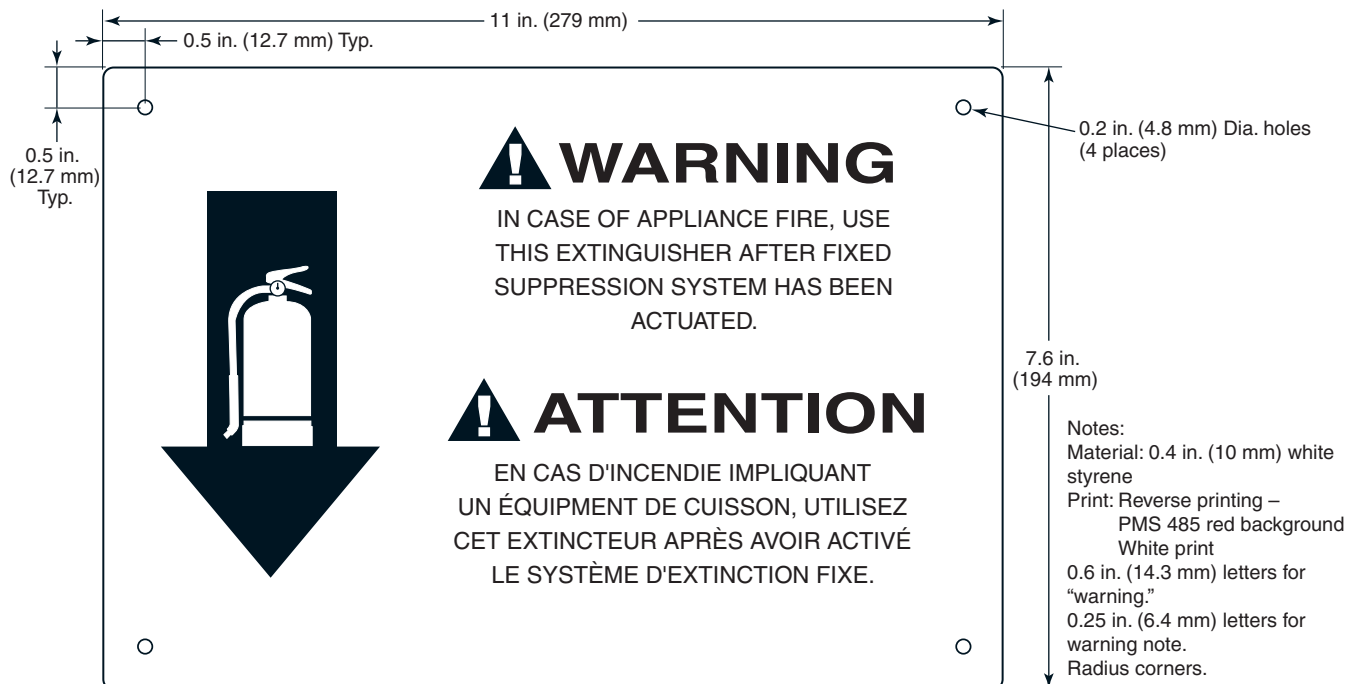 11 in. (279 mm)
0.5 in. (12.7 mm) Typ.
0.5 in.
(12.7 mm)
Typ.
0.2 in. (4.8 mm) Dia. holes
(4 places)
WARNING
IN CASE OF APPLIANCE FIRE, USE
THIS EXTINGUISHER AFTER FIXED
SUPPRESSION SYSTEM HAS BEEN
ACTUATED.
ATTENTION
EN CAS D'INCENDIE IMPLIQUANT
UN ÉQUIPMENT DE CUISSON, UTILISEZ
CET EXTINCTEUR APRÈS AVOIR ACTIVÉ
LE SYSTÈME D'EXTINCTION FIXE.
7.6 in.
(194 mm)
Notes:
Material: 0.4 in. (10 mm) white
styrene
Print: Reverse printing –
PMS 485 red background
White print
0.6 in. (14.3 mm) letters for
“warning.”
0.25 in. (6.4 mm) letters for
warning note.
Radius corners.